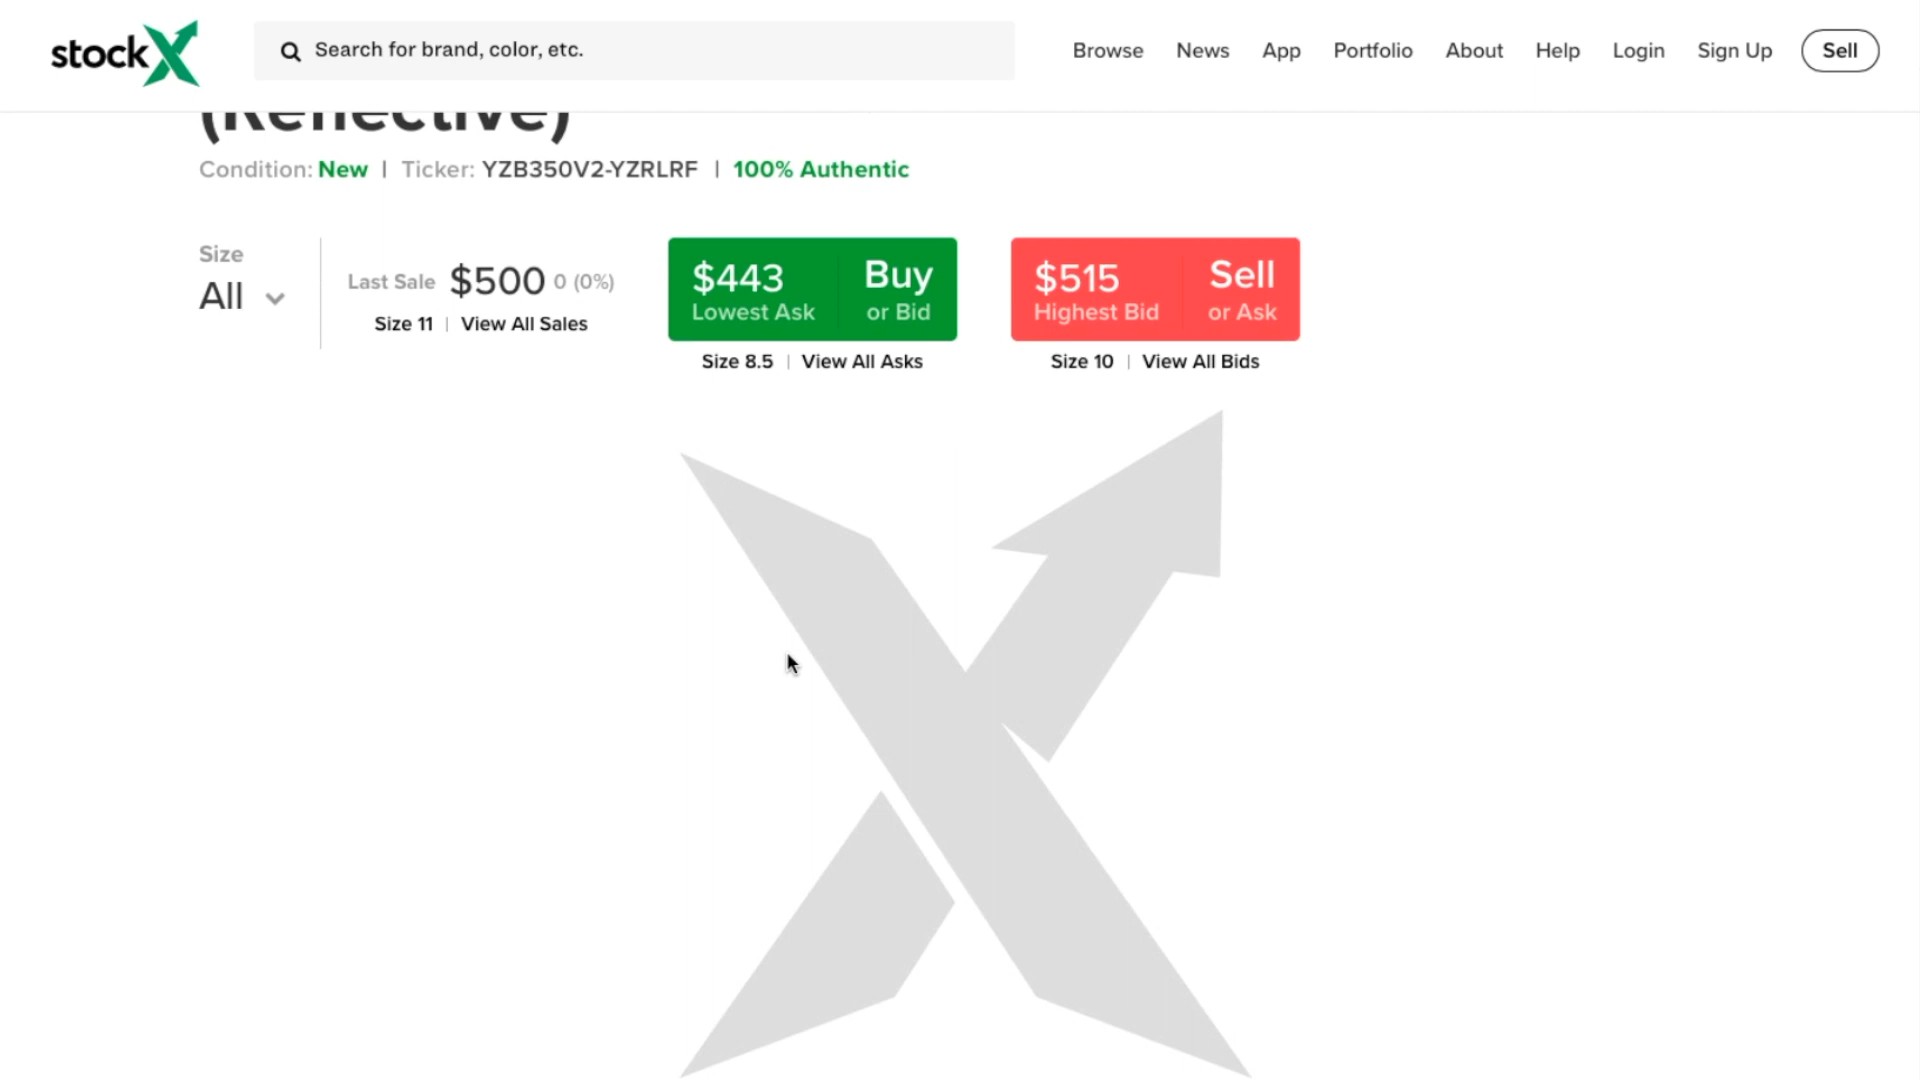 stockX
Search for brand, color, etc.
Browse News App Portfolio About Help Login Sign Up Sell
(Reflective)
Condition: New | Ticker: YZB350V2-YZRLRF | 100% Authentic
Size
All
Last Sale $500 0 (0%)
Size 11 | View All Sales
$443 Buy
Lowest Ask or Bid
Size 8.5 | View All Asks
$515 Sell
Highest Bid or Ask
Size 10 | View All Bids